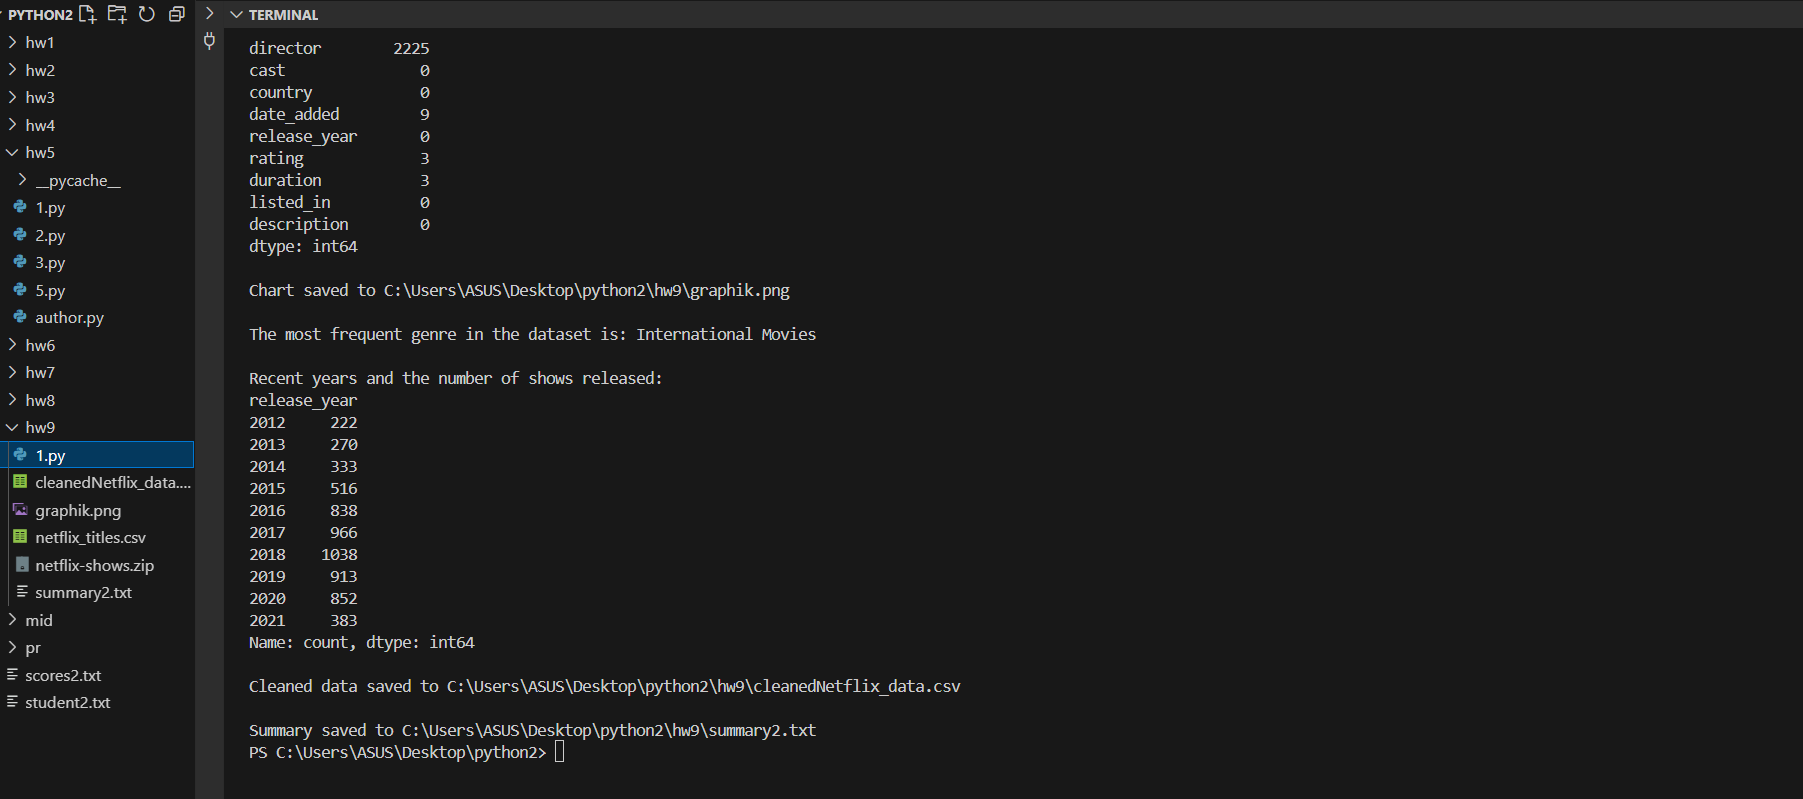 PYTHON2
hw1
hw2
hw3
hw4
hw5
__pycache__
1.py
2.py
3.py
5.py
author.py
hw6
hw7
hw8
hw9
1.py
cleanedNetflix_data....
graphik.png
netflix_titles.csv
netflix-shows.zip
summary2.txt
mid
pr
scores2.txt
student2.txt
TERMINAL
director 2225
cast 0
country 0
date_added 9
release_year 0
rating 3
duration 3
listed_in 0
description 0
dtype: int64
Chart saved to C:\Users\ASUS\Desktop\python2\hw9\graphik.png
The most frequent genre in the dataset is: International Movies
Recent years and the number of shows released:
release_year
2012 222
2013 270
2014 333
2015 516
2016 838
2017 966
2018 1038
2019 913
2020 852
2021 383
Name: count, dtype: int64
Cleaned data saved to C:\Users\ASUS\Desktop\python2\hw9\cleanedNetflix_data.csv
Summary saved to C:\Users\ASUS\Desktop\python2\hw9\summary2.txt
PS C:\Users\ASUS\Desktop\python2>